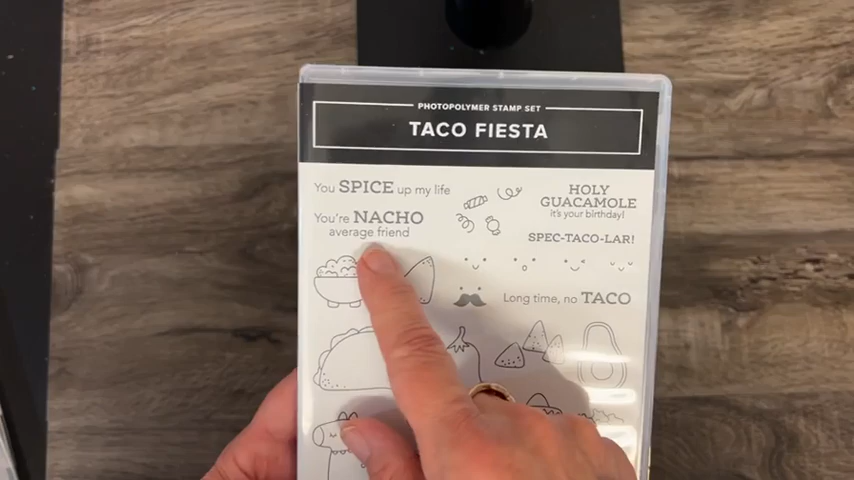 PHOTOPOLYMER STAMP SET
TACO FIESTA
You SPICE up my life
You're NACHO
average friend
HOLY
GUACAMOLE
it's your birthday!
SPEC-TACO-LAR!
Long time, no TACO